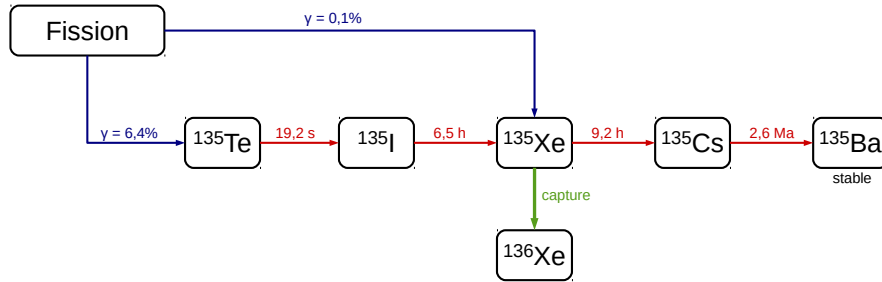 Fission
γ = 0,1%
γ = 6,4%
¹³⁵Te
19,2 s
¹³⁵I
6,5 h
¹³⁵Xe
9,2 h
¹³⁵Cs
2,6 Ma
¹³⁵Ba
stable
capture
¹³⁶Xe